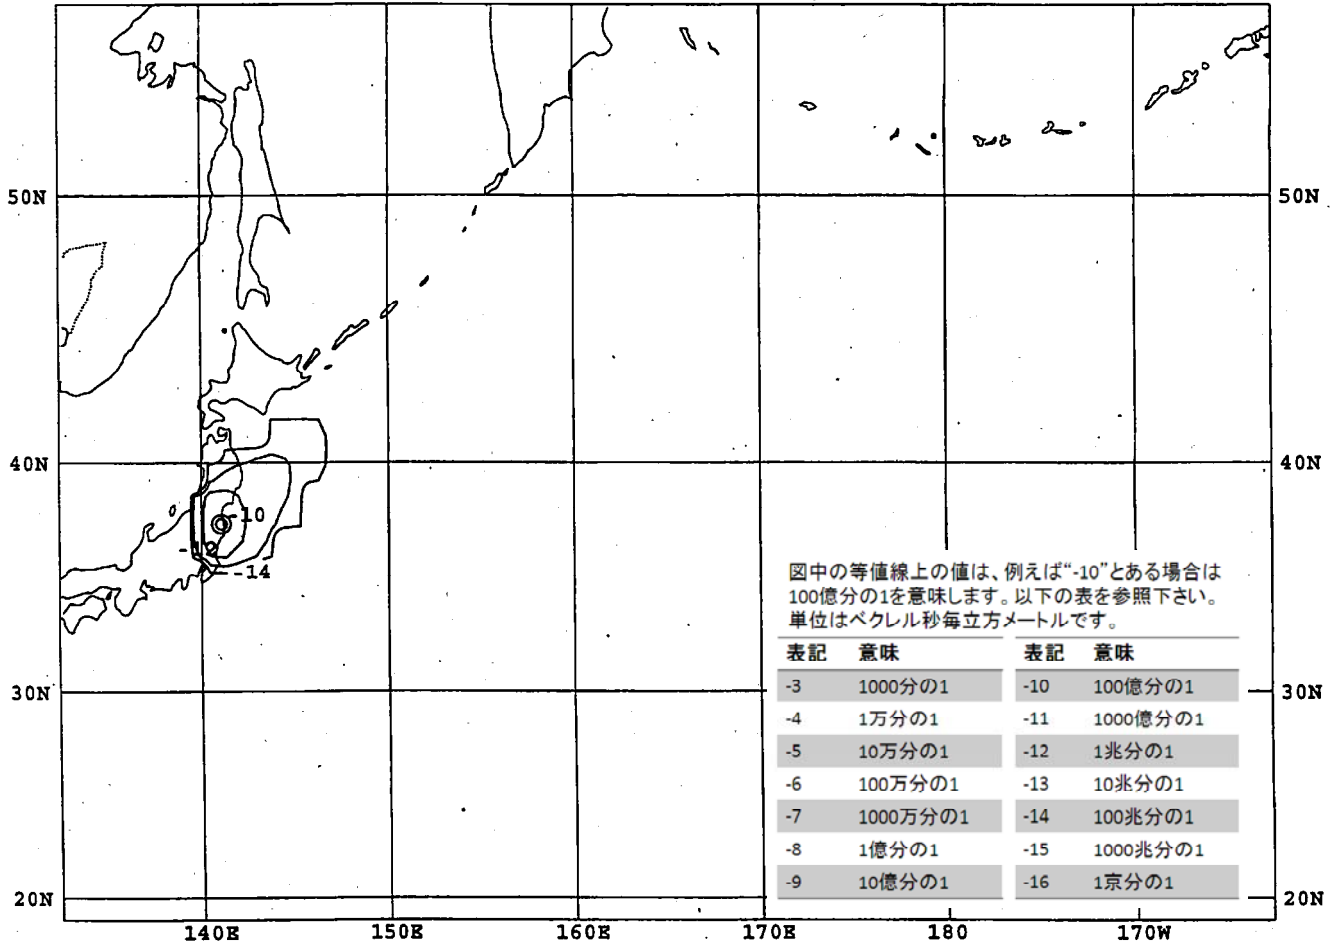 50N
50N
40N
40N
-10
-12
-14
図中の等値線上の値は、例えば“-10”とある場合は
100億分の1を意味します。以下の表を参照下さい。
単位はベクレル秒毎立方メートルです。
表記 意味 表記 意味
-3 1000分の1 -10 100億分の1
30N
30N
-4 1万分の1 -11 1000億分の1
-5 10万分の1 -12 1兆分の1
-6 100万分の1 -13 10兆分の1
-7 1000万分の1 -14 100兆分の1
-8 1億分の1 -15 1000兆分の1
-9 10億分の1 -16 1京分の1
20N
20N
140E 150E 160E 170E 180 170W